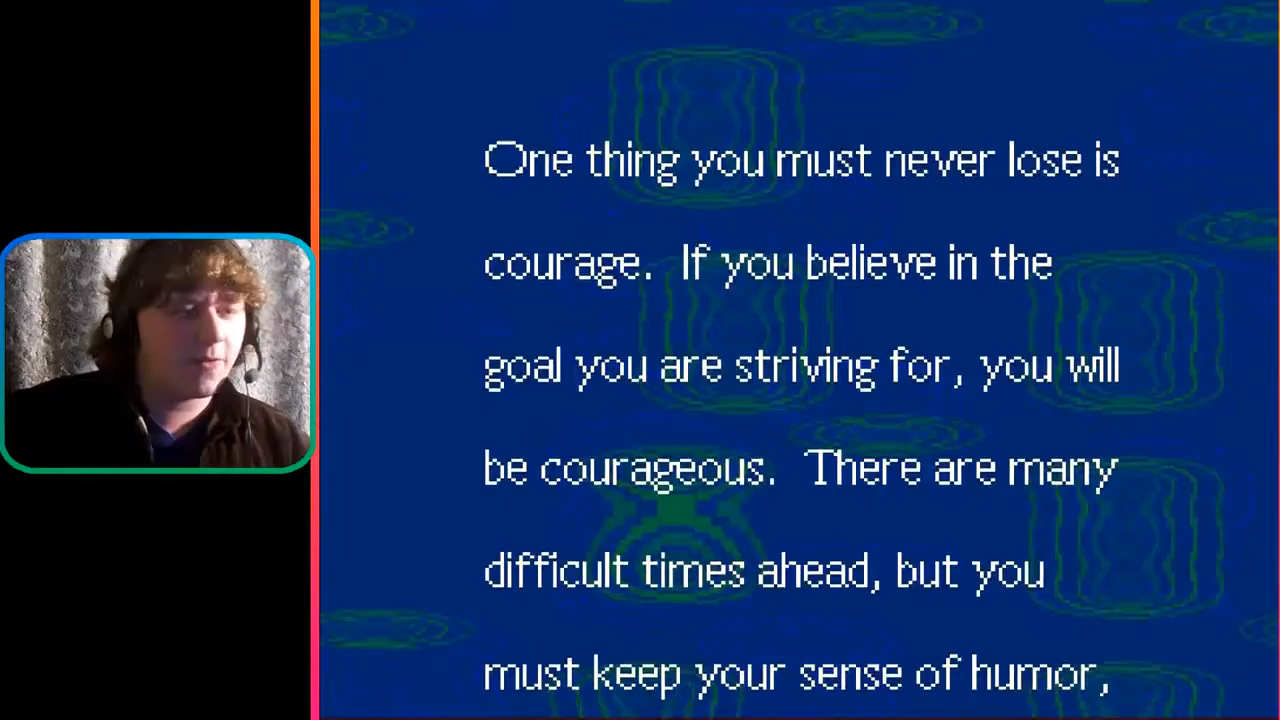 One thing you must never lose is
courage.  If you believe in the
goal you are striving for, you will
be courageous.  There are many
difficult times ahead, but you
must keep your sense of humor,